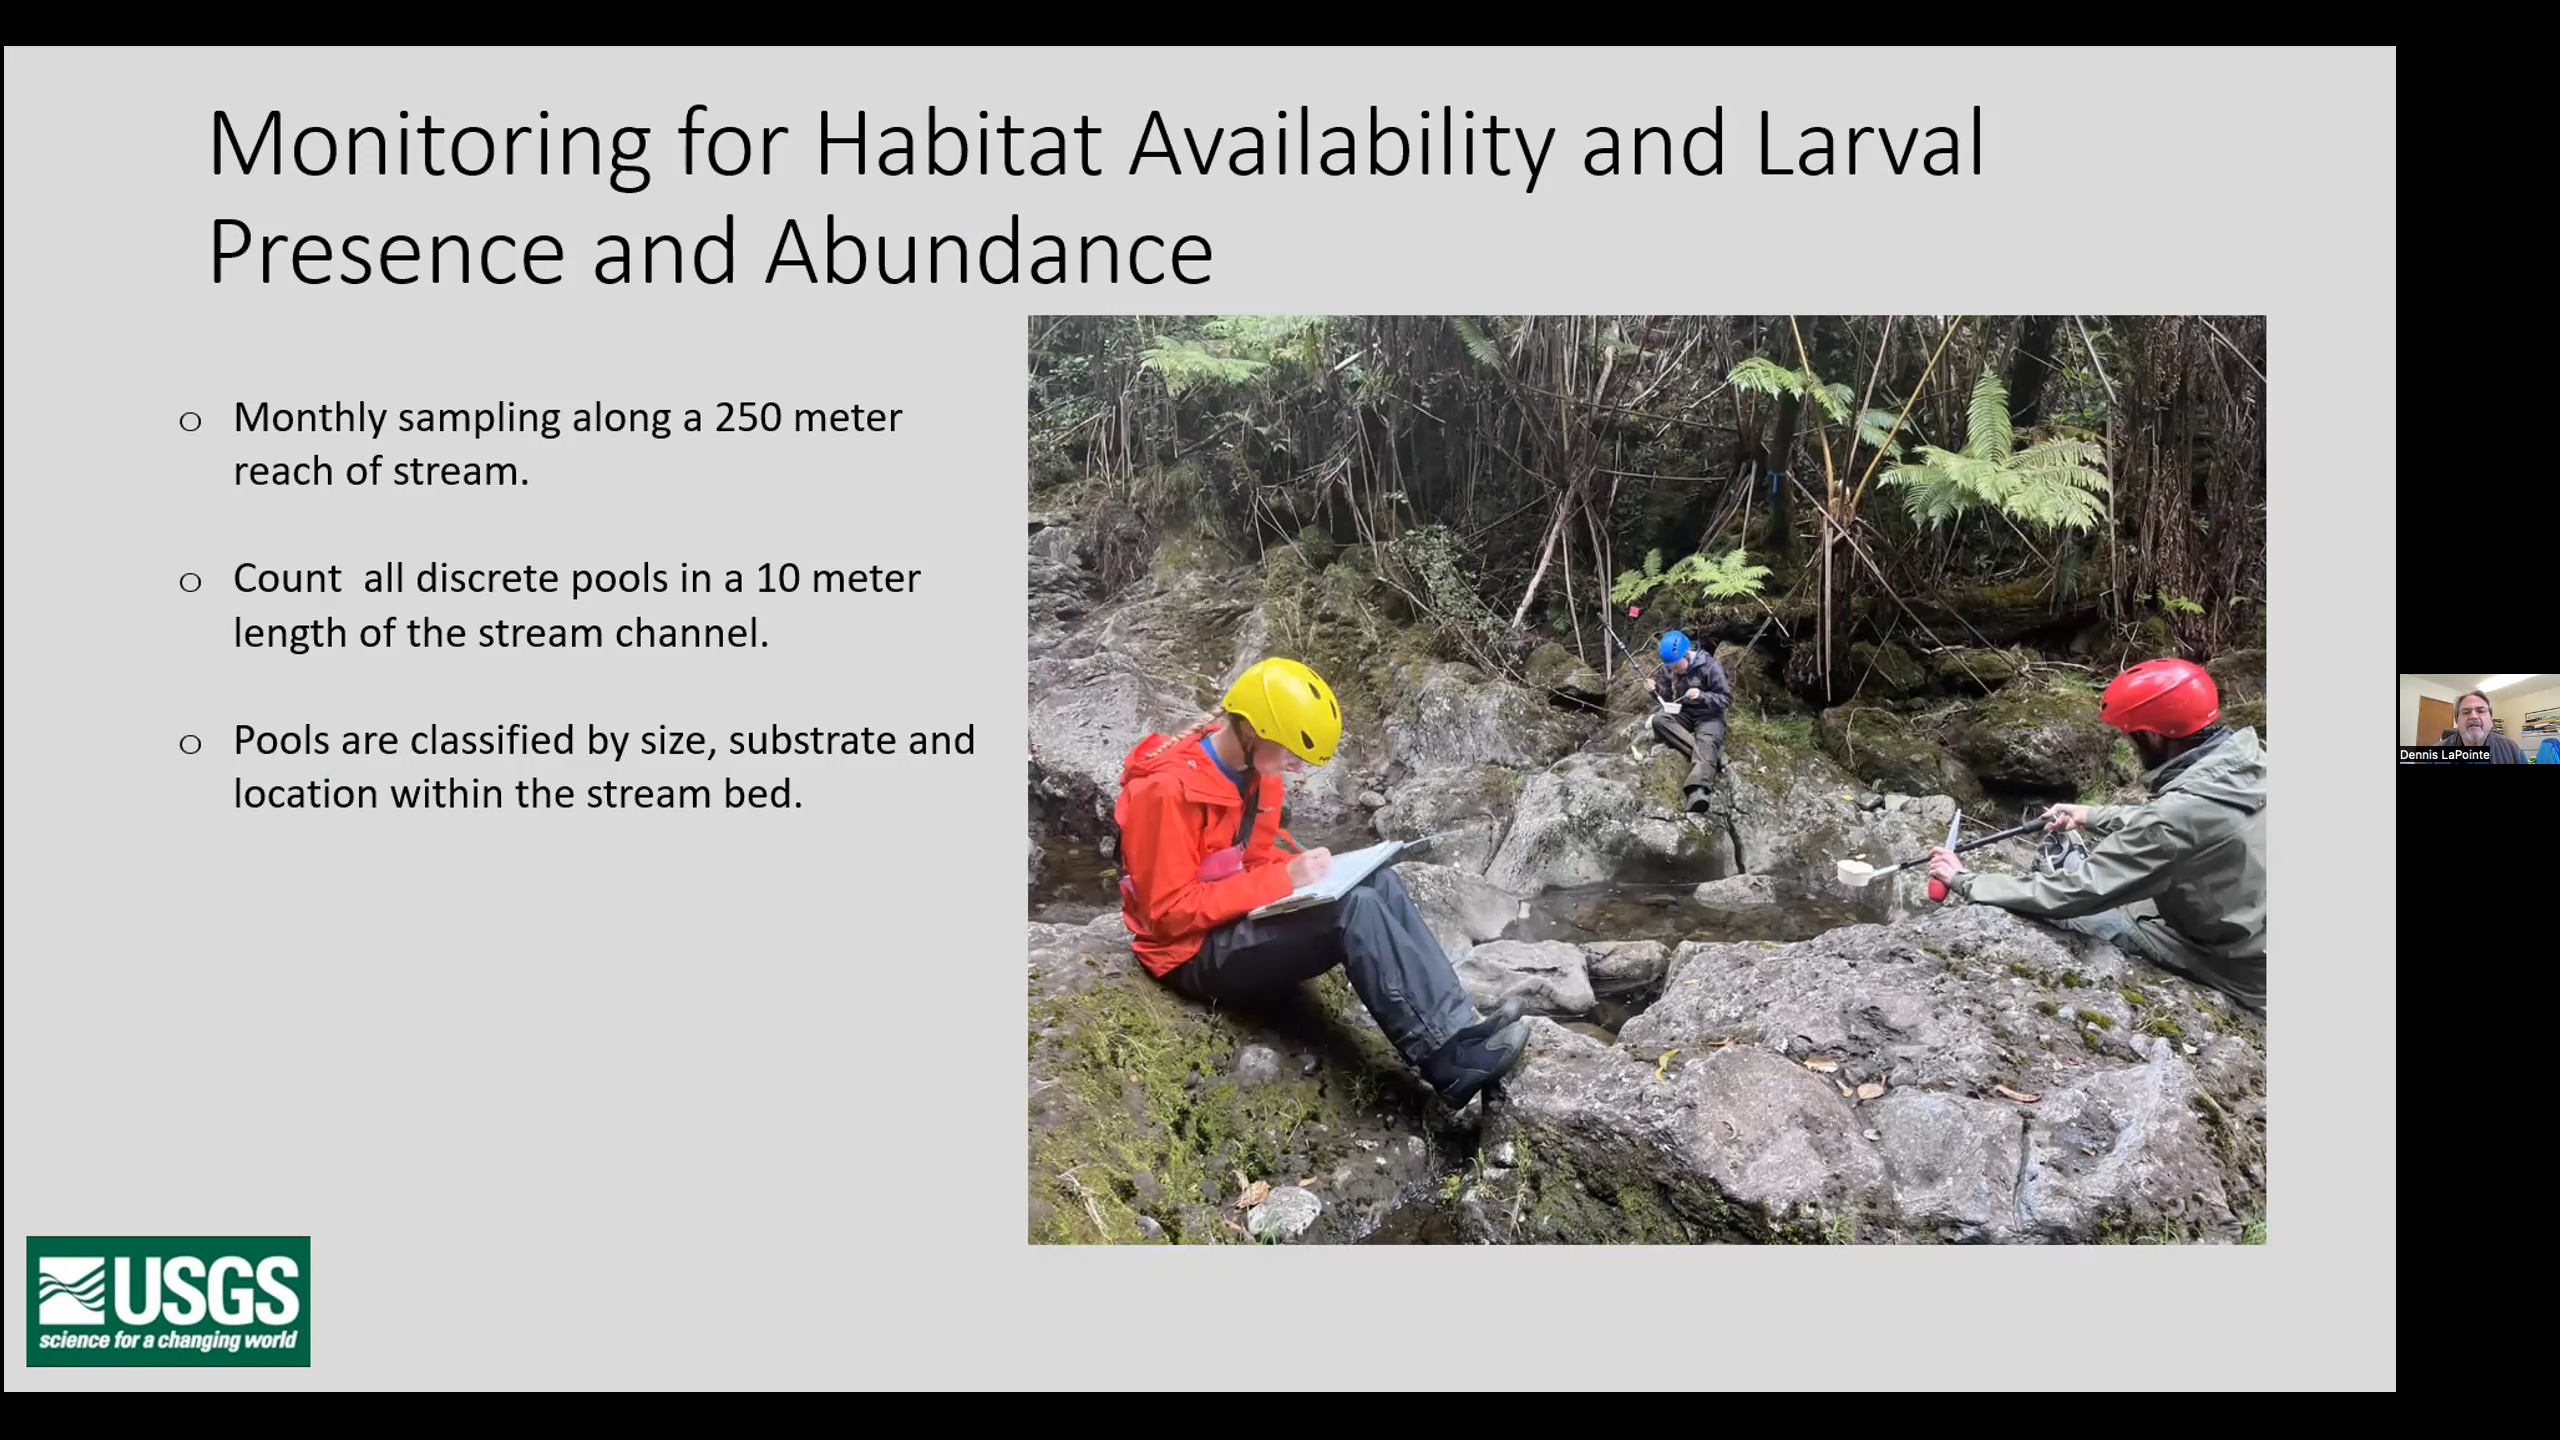 Monitoring for Habitat Availability and Larval
Presence and Abundance
o Monthly sampling along a 250 meter
reach of stream.
o Count all discrete pools in a 10 meter
length of the stream channel.
o Pools are classified by size, substrate and
location within the stream bed.
Dennis LaPointe
USGS
science for a changing world